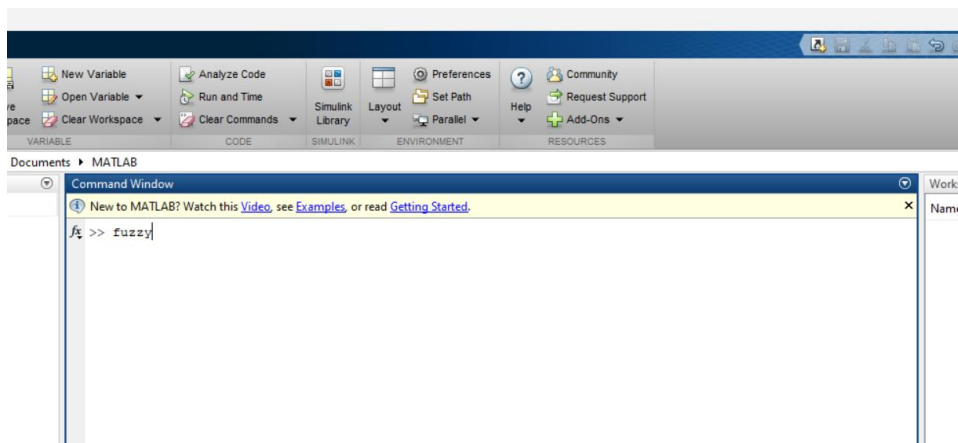 New Variable
Analyze Code
Preferences
Community
Open Variable
Run and Time
Set Path
Request Support
Clear Workspace
Clear Commands
Simulink
Library
Layout
Parallel
Help
Add-Ons
VARIABLE
CODE
SIMULINK
ENVIRONMENT
RESOURCES
Documents MATLAB
Command Window
New to MATLAB? Watch this Video, see Examples, or read Getting Started.
fx >> fuzzy